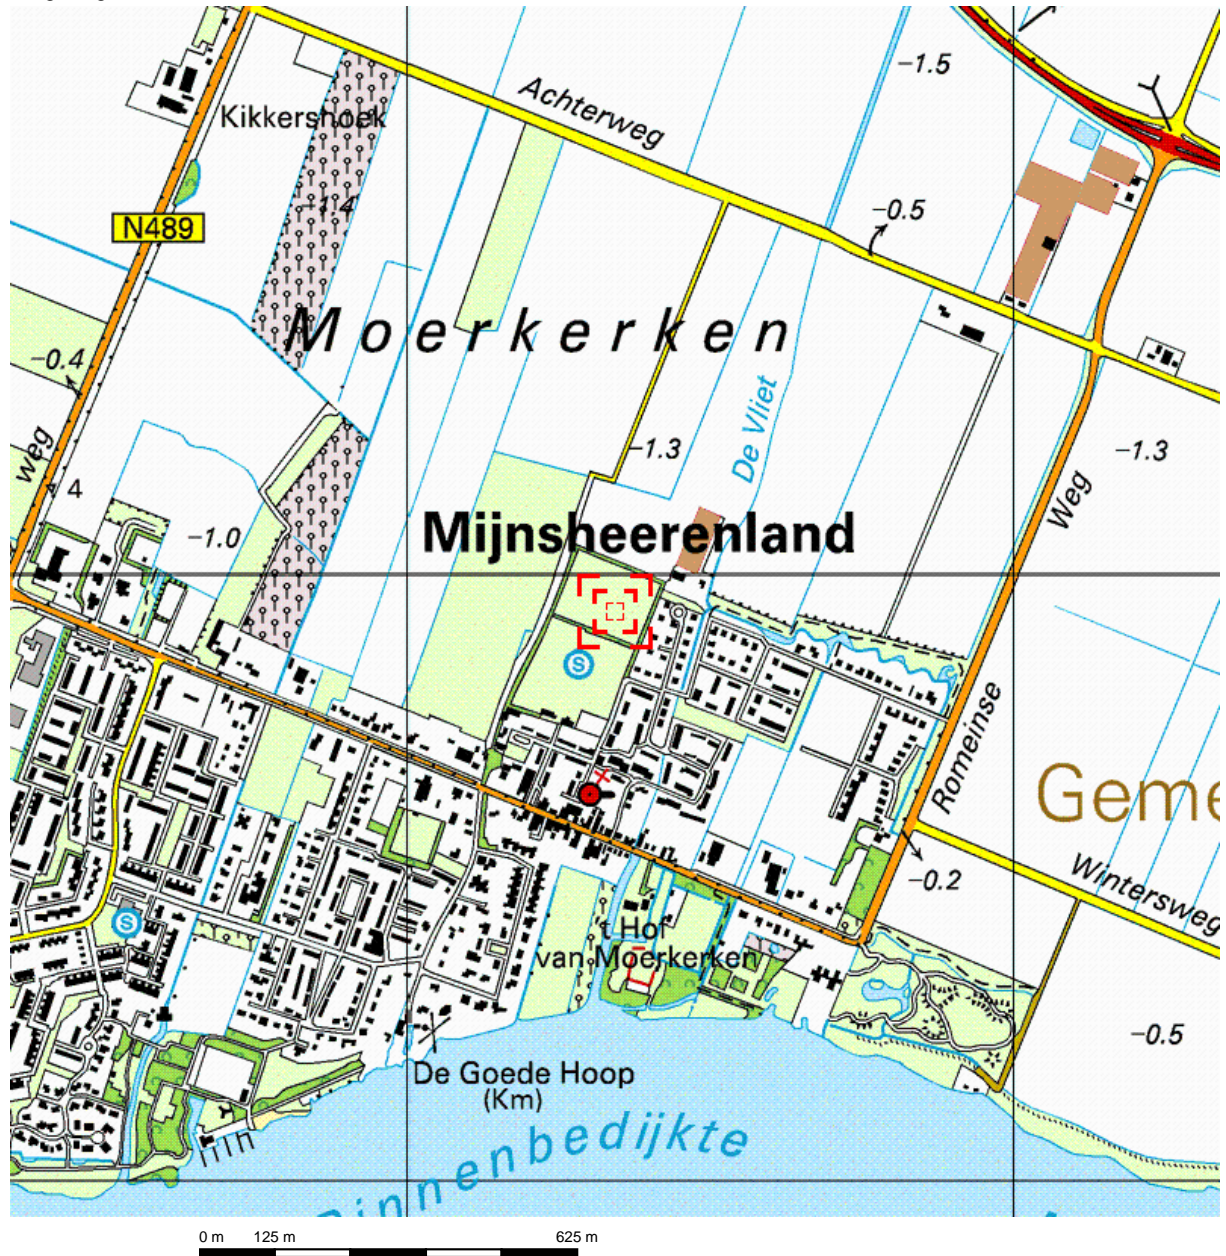 Achterweg
−1.5
Kikkershoek
−1.4
−0.5
N489
Moerkerken
−0.4
De Vliet
−1.3
−1.3
weg
4
Weg
−1.0
Mijnsheerenland
S
Romeinse
Geme
−0.2
Wintersweg
S
't Hof
van Moerkerken
−0.5
De Goede Hoop
(Km)
Binnenbedijkte
0 m 125 m 625 m